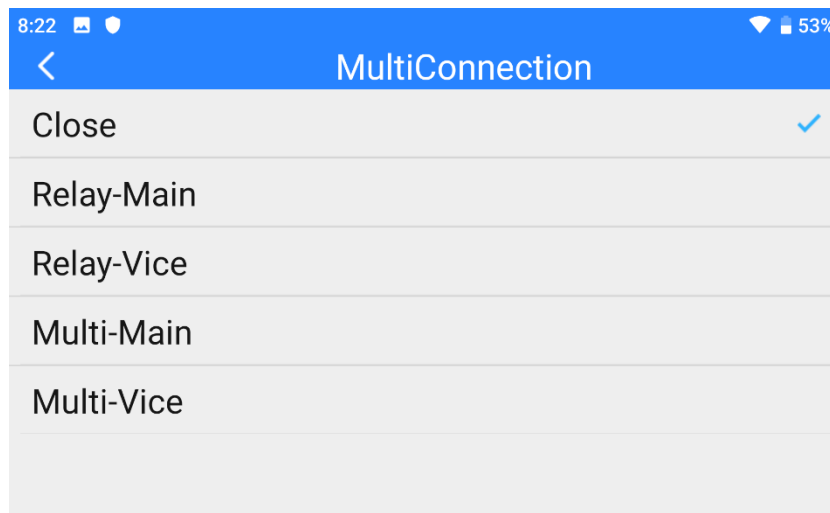 8:22 53%
MultiConnection
Close
Relay-Main
Relay-Vice
Multi-Main
Multi-Vice